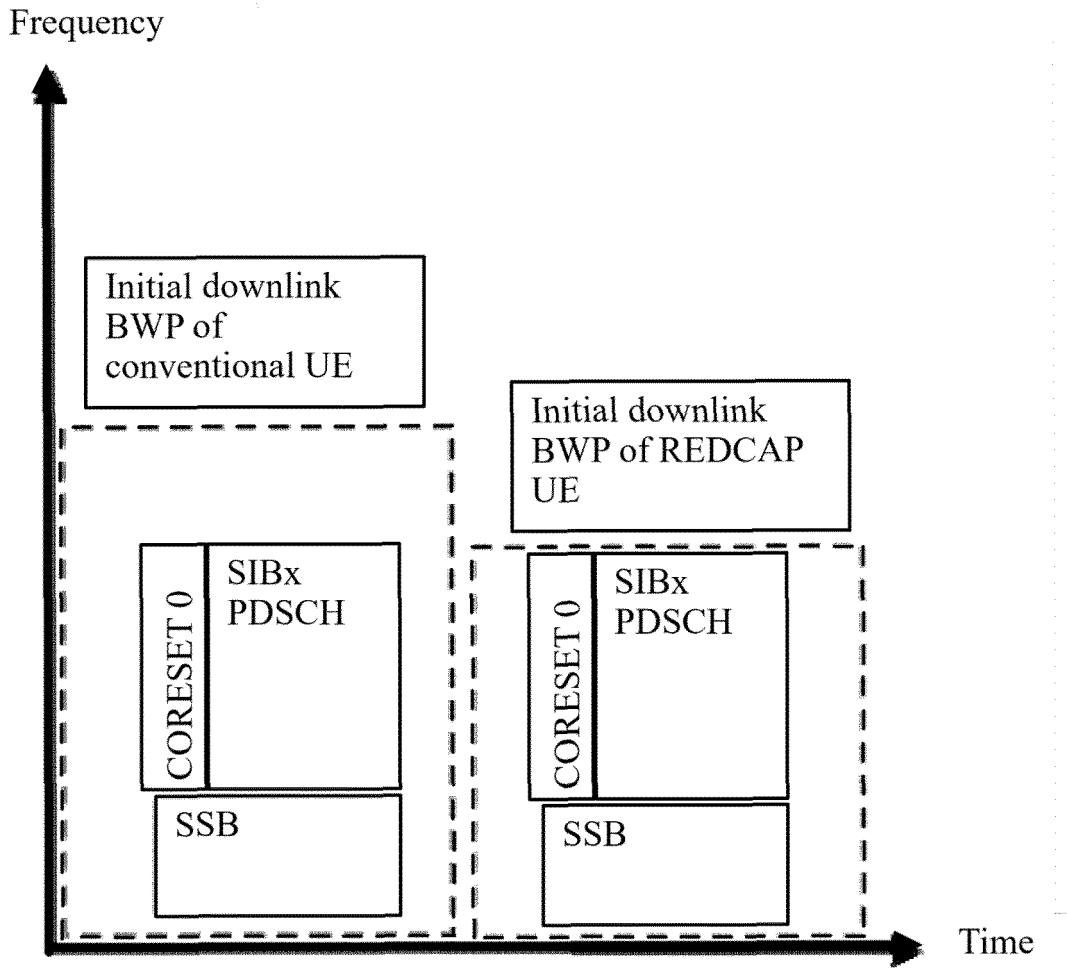 Frequency
Initial downlink
BWP of
conventional UE
Initial downlink
BWP of REDCAP
UE
CORESET 0
SIBx
PDSCH
SSB
CORESET 0
SIBx
PDSCH
SSB
Time